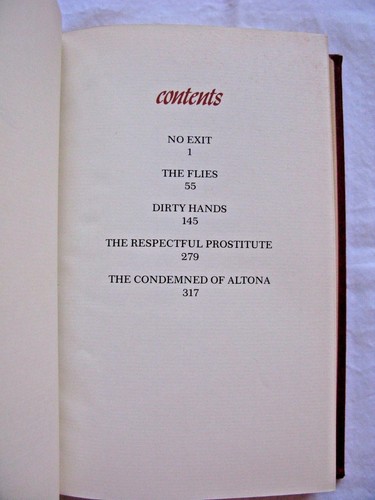 contents
NO EXIT
1
THE FLIES
55
DIRTY HANDS
145
THE RESPECTFUL PROSTITUTE
279
THE CONDEMNED OF ALTONA
317